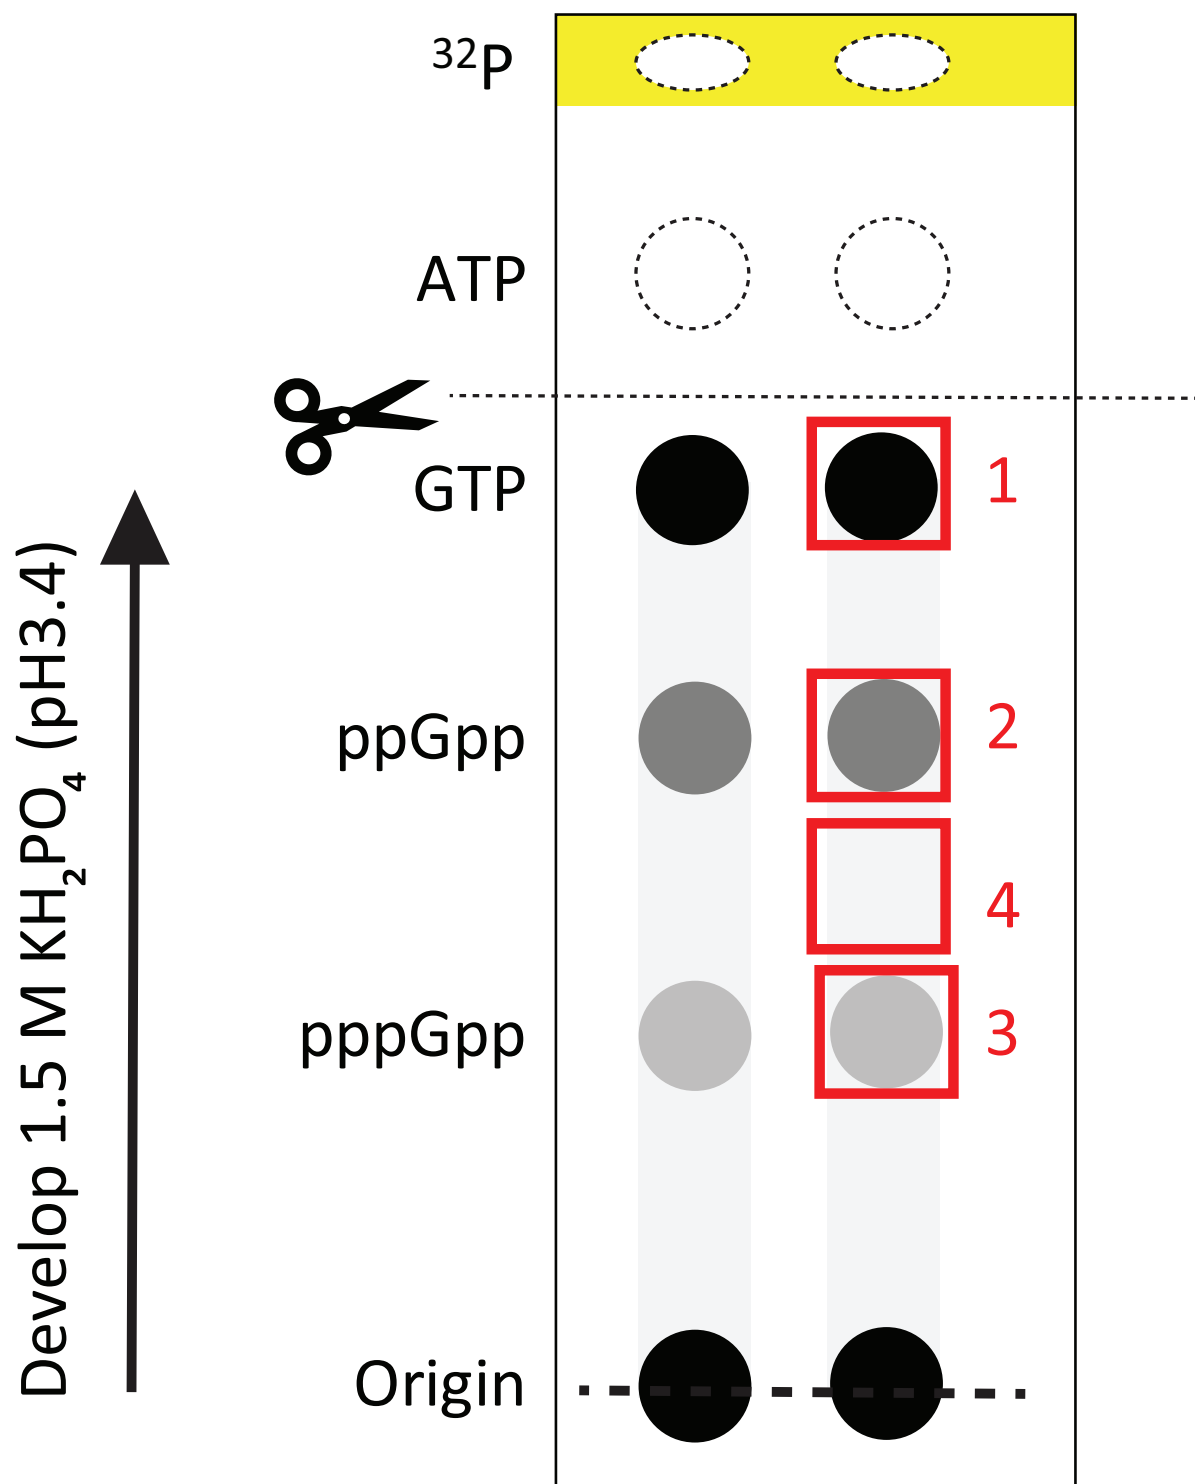 ³²P
ATP
GTP
1
ppGpp
2
4
pppGpp
3
Origin
Develop 1.5 M KH₂PO₄ (pH3.4)